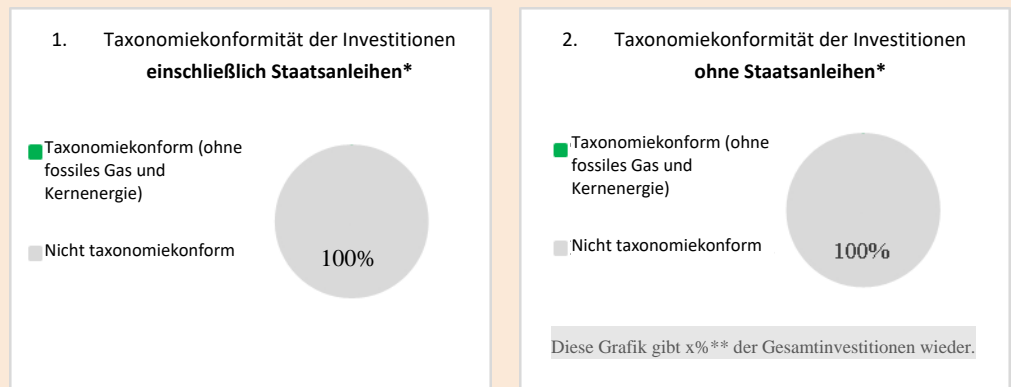 1. Taxonomiekonformität der Investitionen
einschließlich Staatsanleihen*
Taxonomiekonform (ohne
fossiles Gas und
Kernenergie)
Nicht taxonomiekonform
100%
2. Taxonomiekonformität der Investitionen
ohne Staatsanleihen*
Taxonomiekonform (ohne
fossiles Gas und
Kernenergie)
Nicht taxonomiekonform
100%
Diese Grafik gibt x%** der Gesamtinvestitionen wieder.